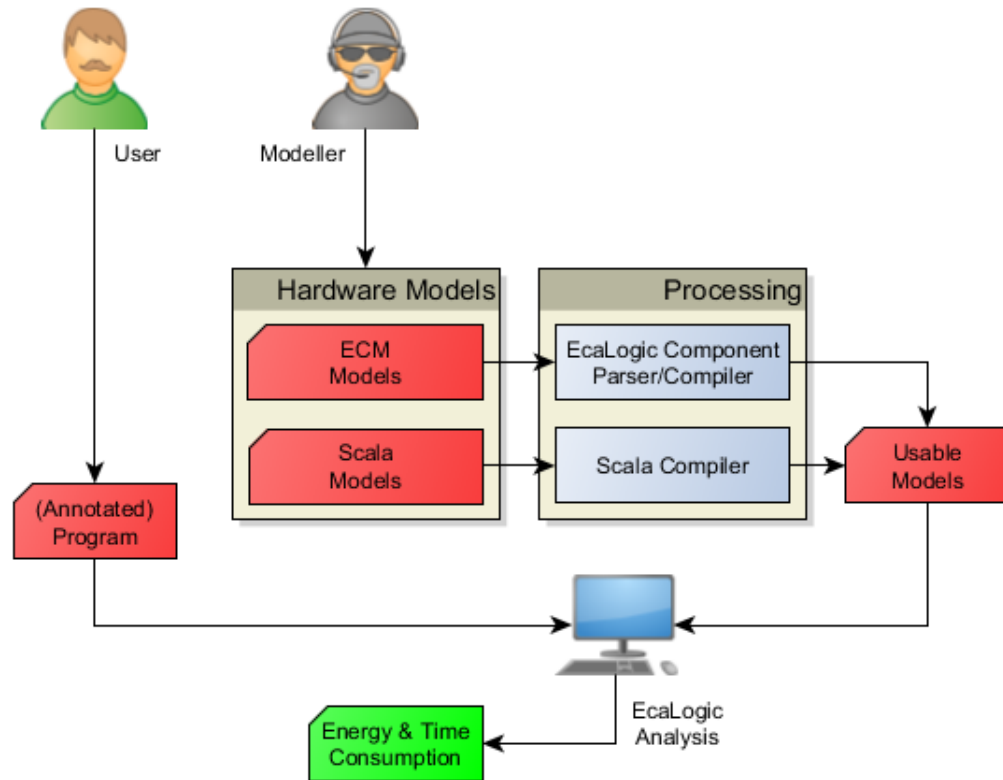 User
Modeller
Hardware Models
Processing
ECM
Models
EcaLogic Component
Parser/Compiler
Scala
Models
Scala Compiler
Usable
Models
(Annotated)
Program
EcaLogic
Analysis
Energy & Time
Consumption